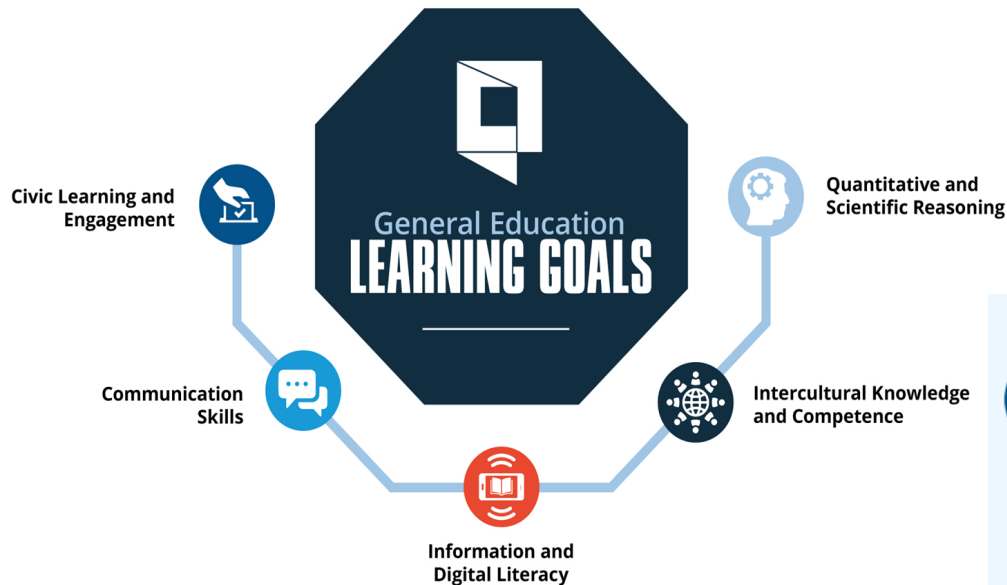 General Education
LEARNING GOALS
Civic Learning and
Engagement
Communication
Skills
Information and
Digital Literacy
Intercultural Knowledge
and Competence
Quantitative and
Scientific Reasoning